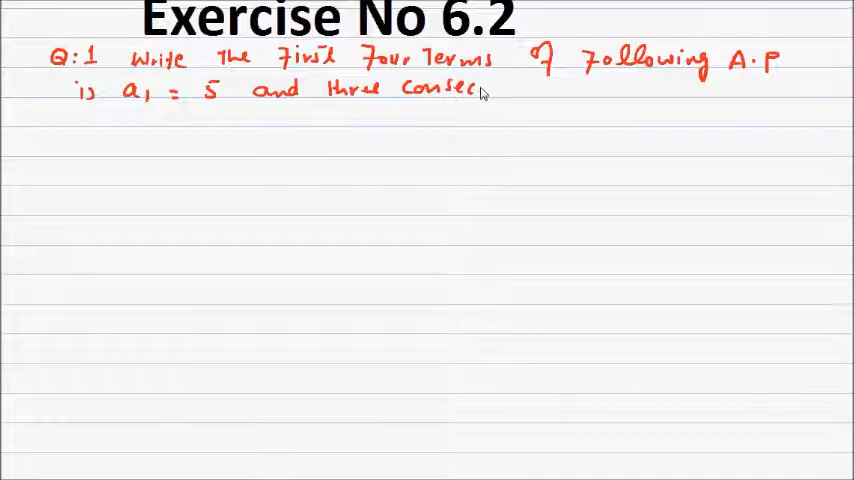 Exercise No 6.2
Q:1 Write The First Four Terms of Following A.P
is a₁ = 5 and three consec